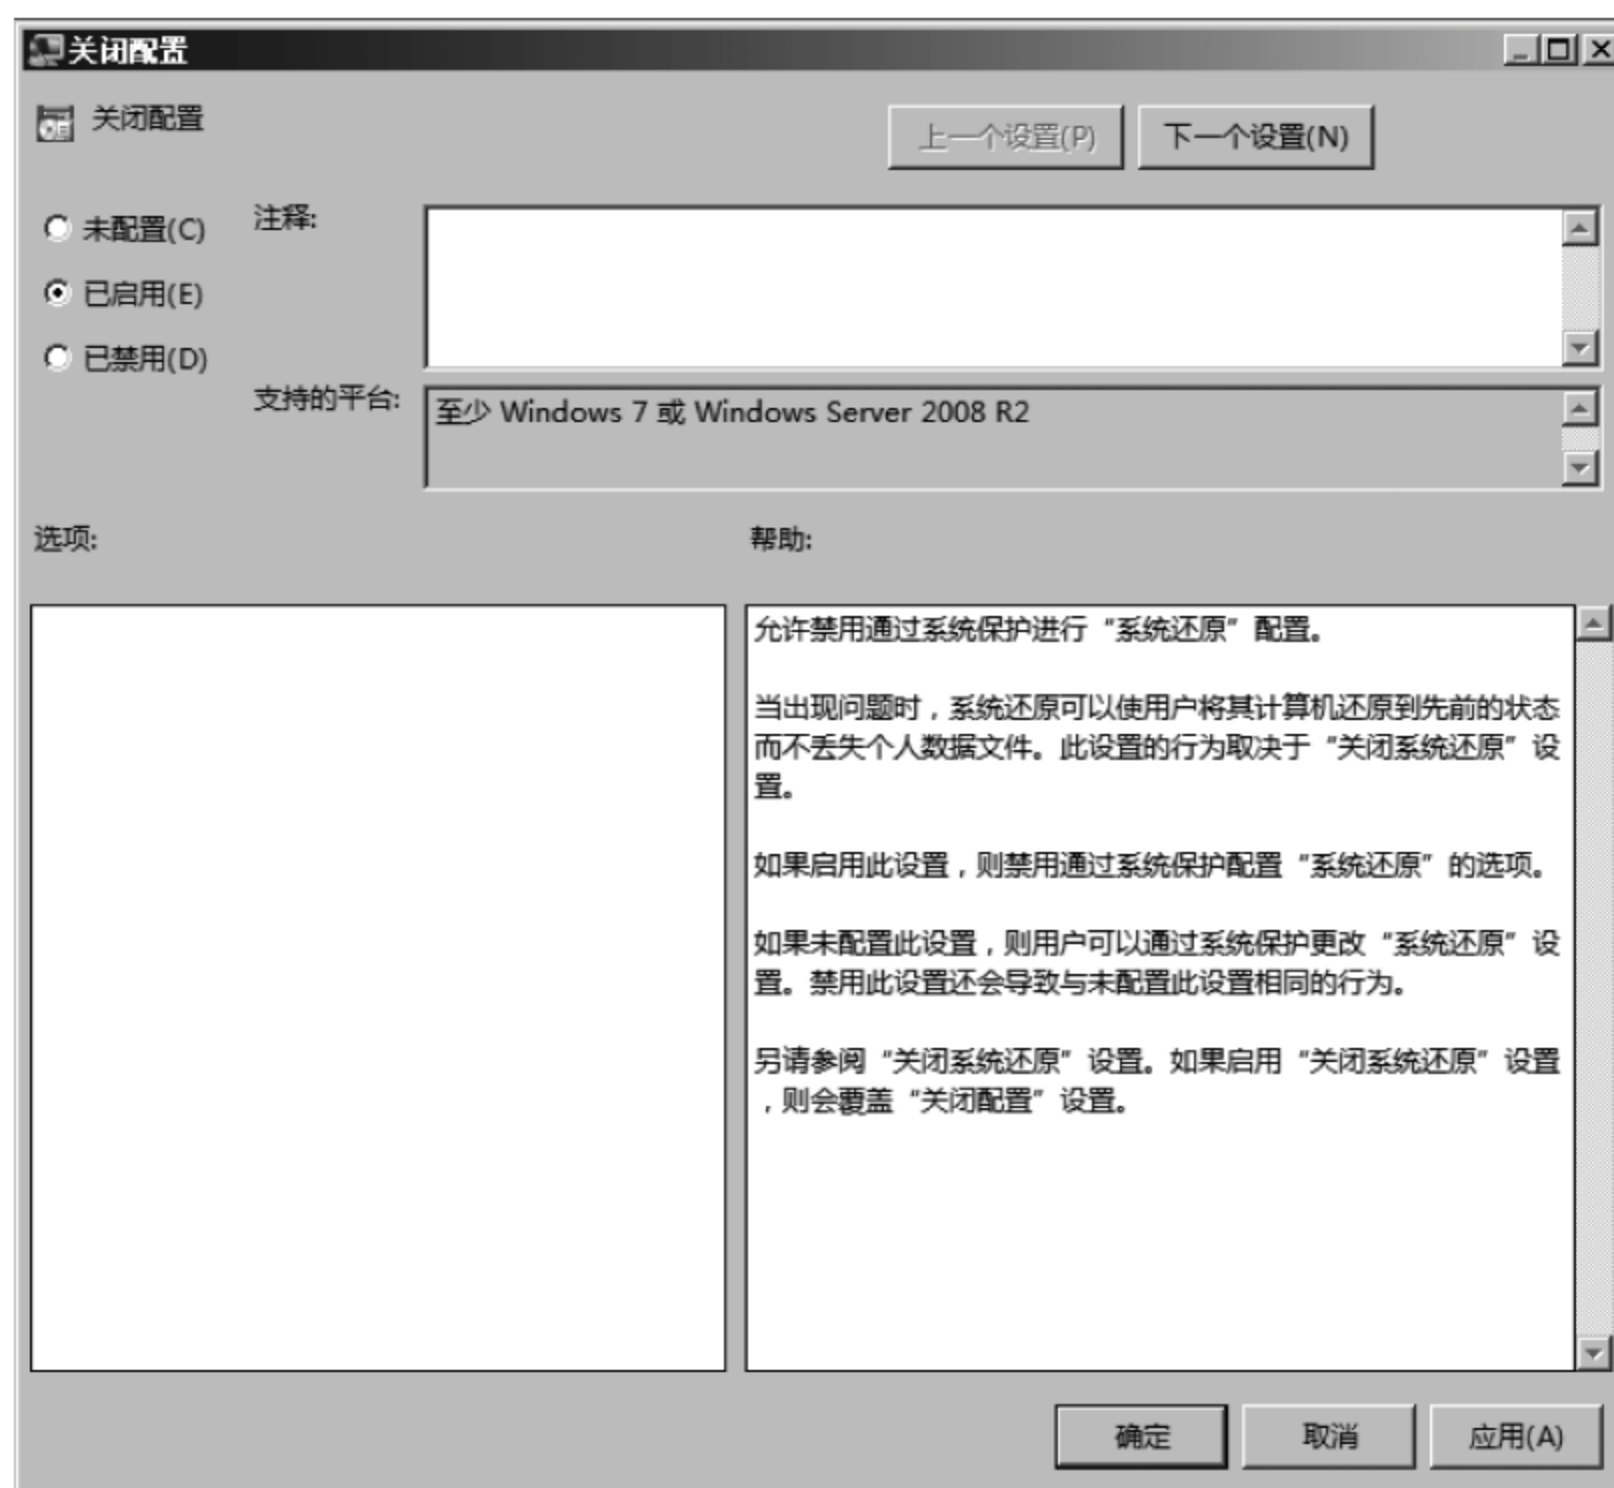 关闭配置
关闭配置
上一个设置(P)
下一个设置(N)
未配置(C)
注释:
已启用(E)
已禁用(D)
支持的平台:
至少 Windows 7 或 Windows Server 2008 R2
选项:
帮助:
允许禁用通过系统保护进行“系统还原”配置。
当出现问题时，系统还原可以使用户将其计算机还原到先前的状态
而不丢失个人数据文件。此设置的行为取决于“关闭系统还原”设
置。
如果启用此设置，则禁用通过系统保护配置“系统还原”的选项。
如果未配置此设置，则用户可以通过系统保护更改“系统还原”设
置。禁用此设置还会导致与未配置此设置相同的行为。
另请参阅“关闭系统还原”设置。如果启用“关闭系统还原”设置
，则会覆盖“关闭配置”设置。
确定
取消
应用(A)